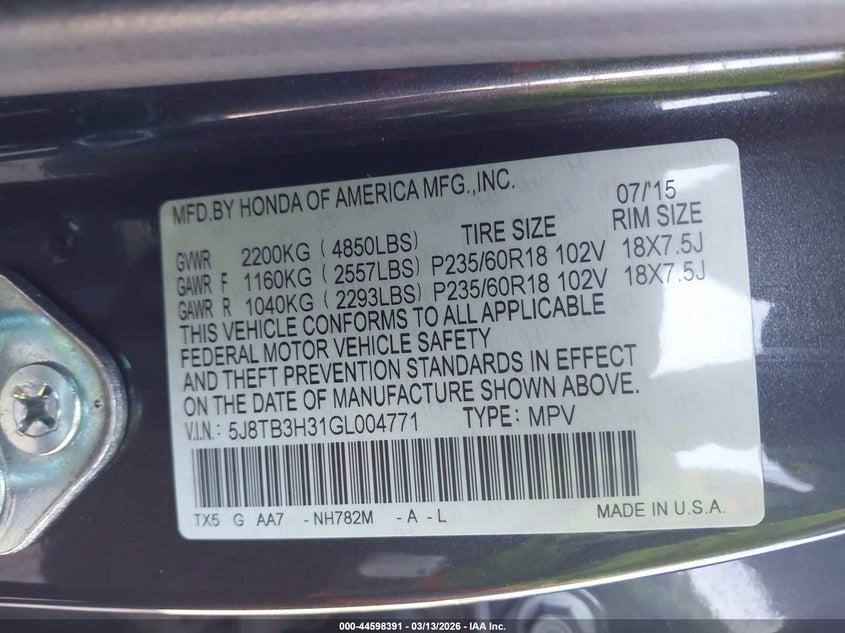 MFD.BY HONDA OF AMERICA MFG.,INC. 07/'15
GVWR 2200KG (4850LBS) TIRE SIZE RIM SIZE
GAWR F 1160KG (2557LBS) P235/60R18 102V 18X7.5J
GAWR R 1040KG (2293LBS) P235/60R18 102V 18X7.5J
THIS VEHICLE CONFORMS TO ALL APPLICABLE
FEDERAL MOTOR VEHICLE SAFETY
AND THEFT PREVENTION STANDARDS IN EFFECT
ON THE DATE OF MANUFACTURE SHOWN ABOVE.
V.I.N: 5J8TB3H31GL004771 TYPE: MPV
TX5 G AA7 -NH782M -A -L MADE IN U.S.A.
000-44598391 - 03/13/2026 - IAA Inc.